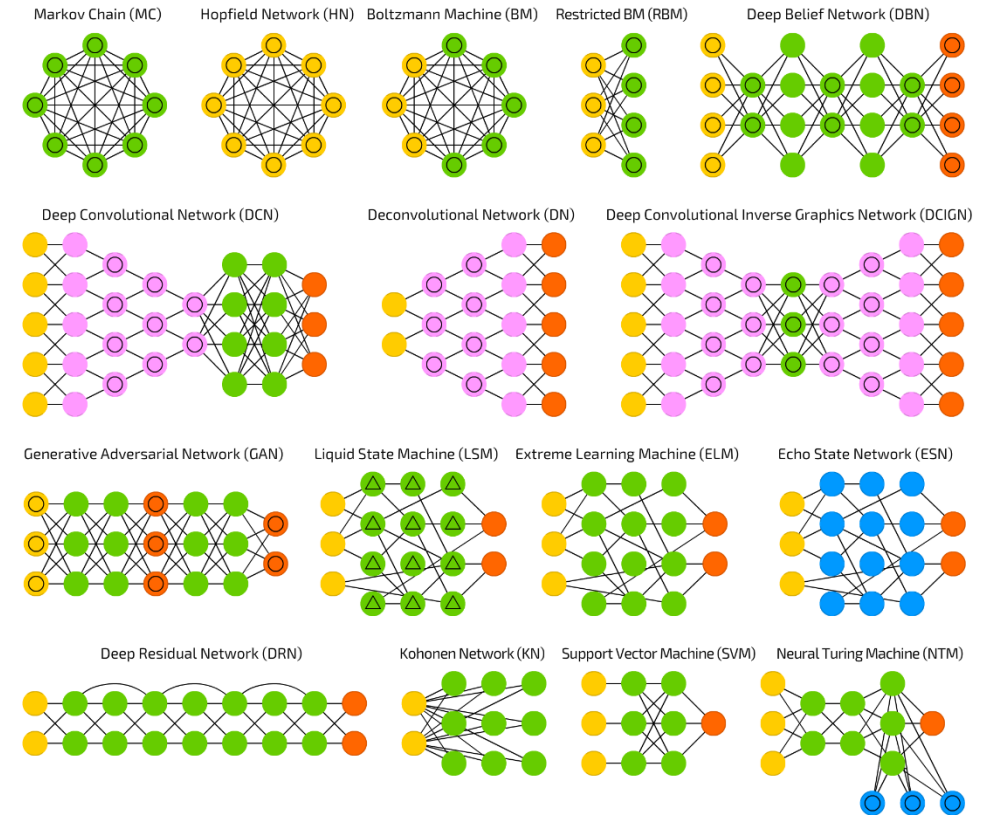 Markov Chain (MC)
Hopfield Network (HN)
Boltzmann Machine (BM)
Restricted BM (RBM)
Deep Belief Network (DBN)
Deep Convolutional Network (DCN)
Deconvolutional Network (DN)
Deep Convolutional Inverse Graphics Network (DCIGN)
Generative Adversarial Network (GAN)
Liquid State Machine (LSM)
Extreme Learning Machine (ELM)
Echo State Network (ESN)
Deep Residual Network (DRN)
Kohonen Network (KN)
Support Vector Machine (SVM)
Neural Turing Machine (NTM)